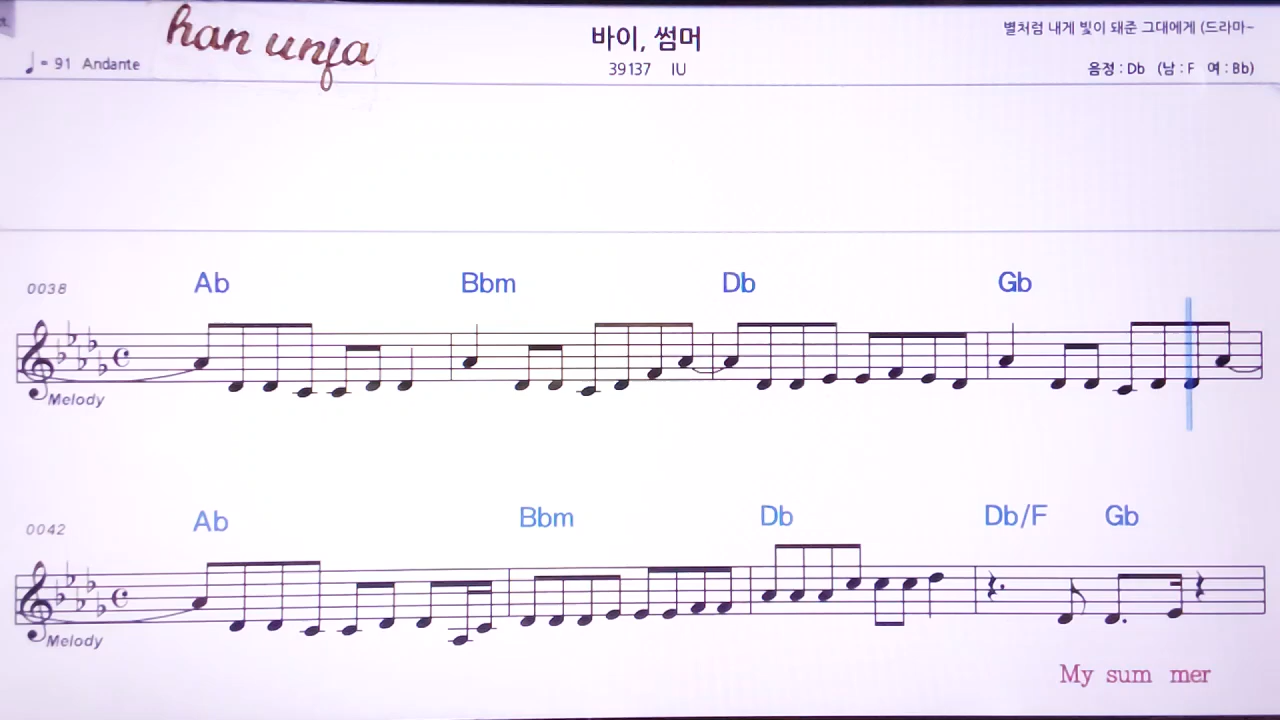 han unfa
바이, 썸머
별처럼 내게 빛이 돼준 그대에게 (드라마~
♩ = 91 Andante
39137 IU
음정 : Db (남 : F 여 : Bb)
0038
Ab Bbm Db Gb
Melody
0042
Ab Bbm Db Db/F Gb
Melody
My sum mer